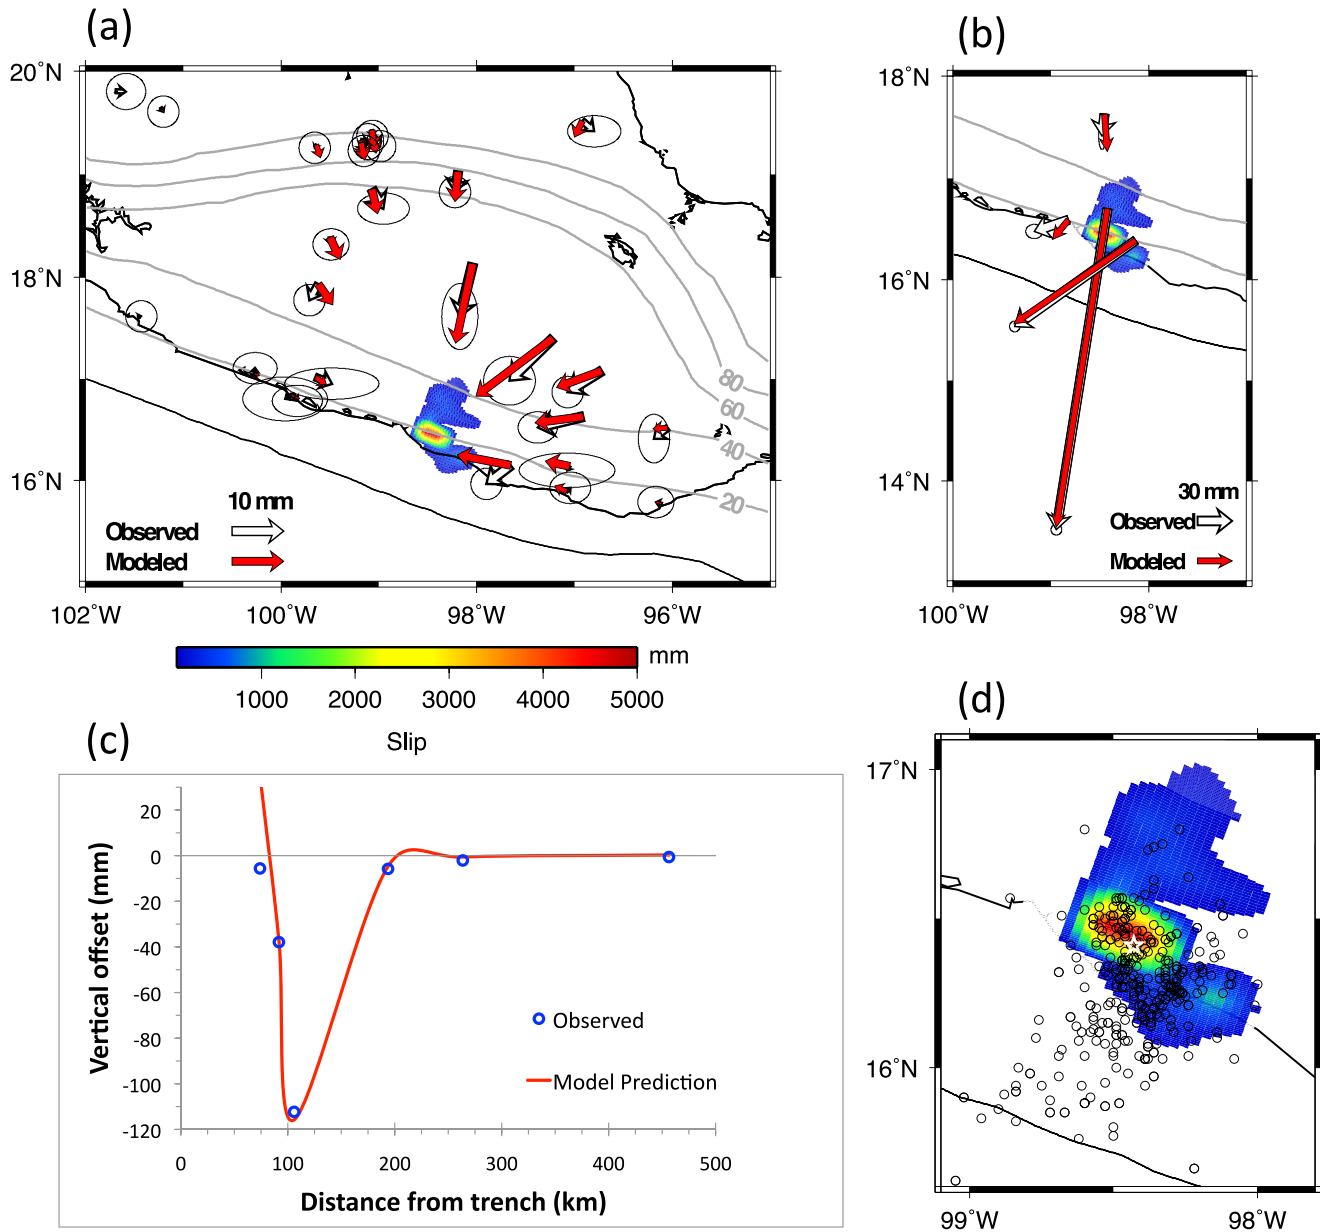 (a)
20°N
18°N
16°N
80
60
40
20
10 mm
Observed
Modeled
102°W
100°W
98°W
96°W
(b)
18°N
16°N
14°N
30 mm
Observed
Modeled
100°W
98°W
mm
1000
2000
3000
4000
5000
Slip
(c)
20
0
-20
-40
-60
-80
-100
-120
Vertical offset (mm)
Observed
Model Prediction
0
100
200
300
400
500
Distance from trench (km)
(d)
17°N
16°N
99°W
98°W